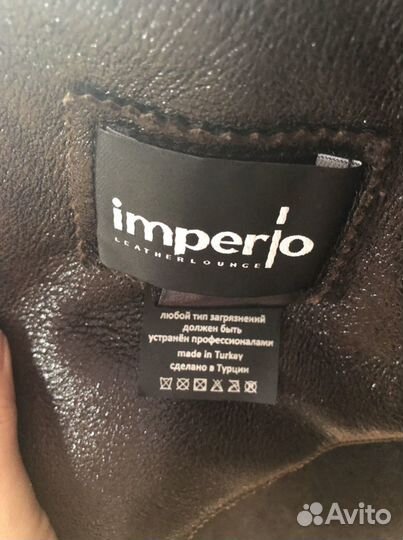 imperio
LEATHERLOUNGE
любой тип загрязнений
должен быть
устранён профессионалами
made in Turkey
сделано в Турции
Avito